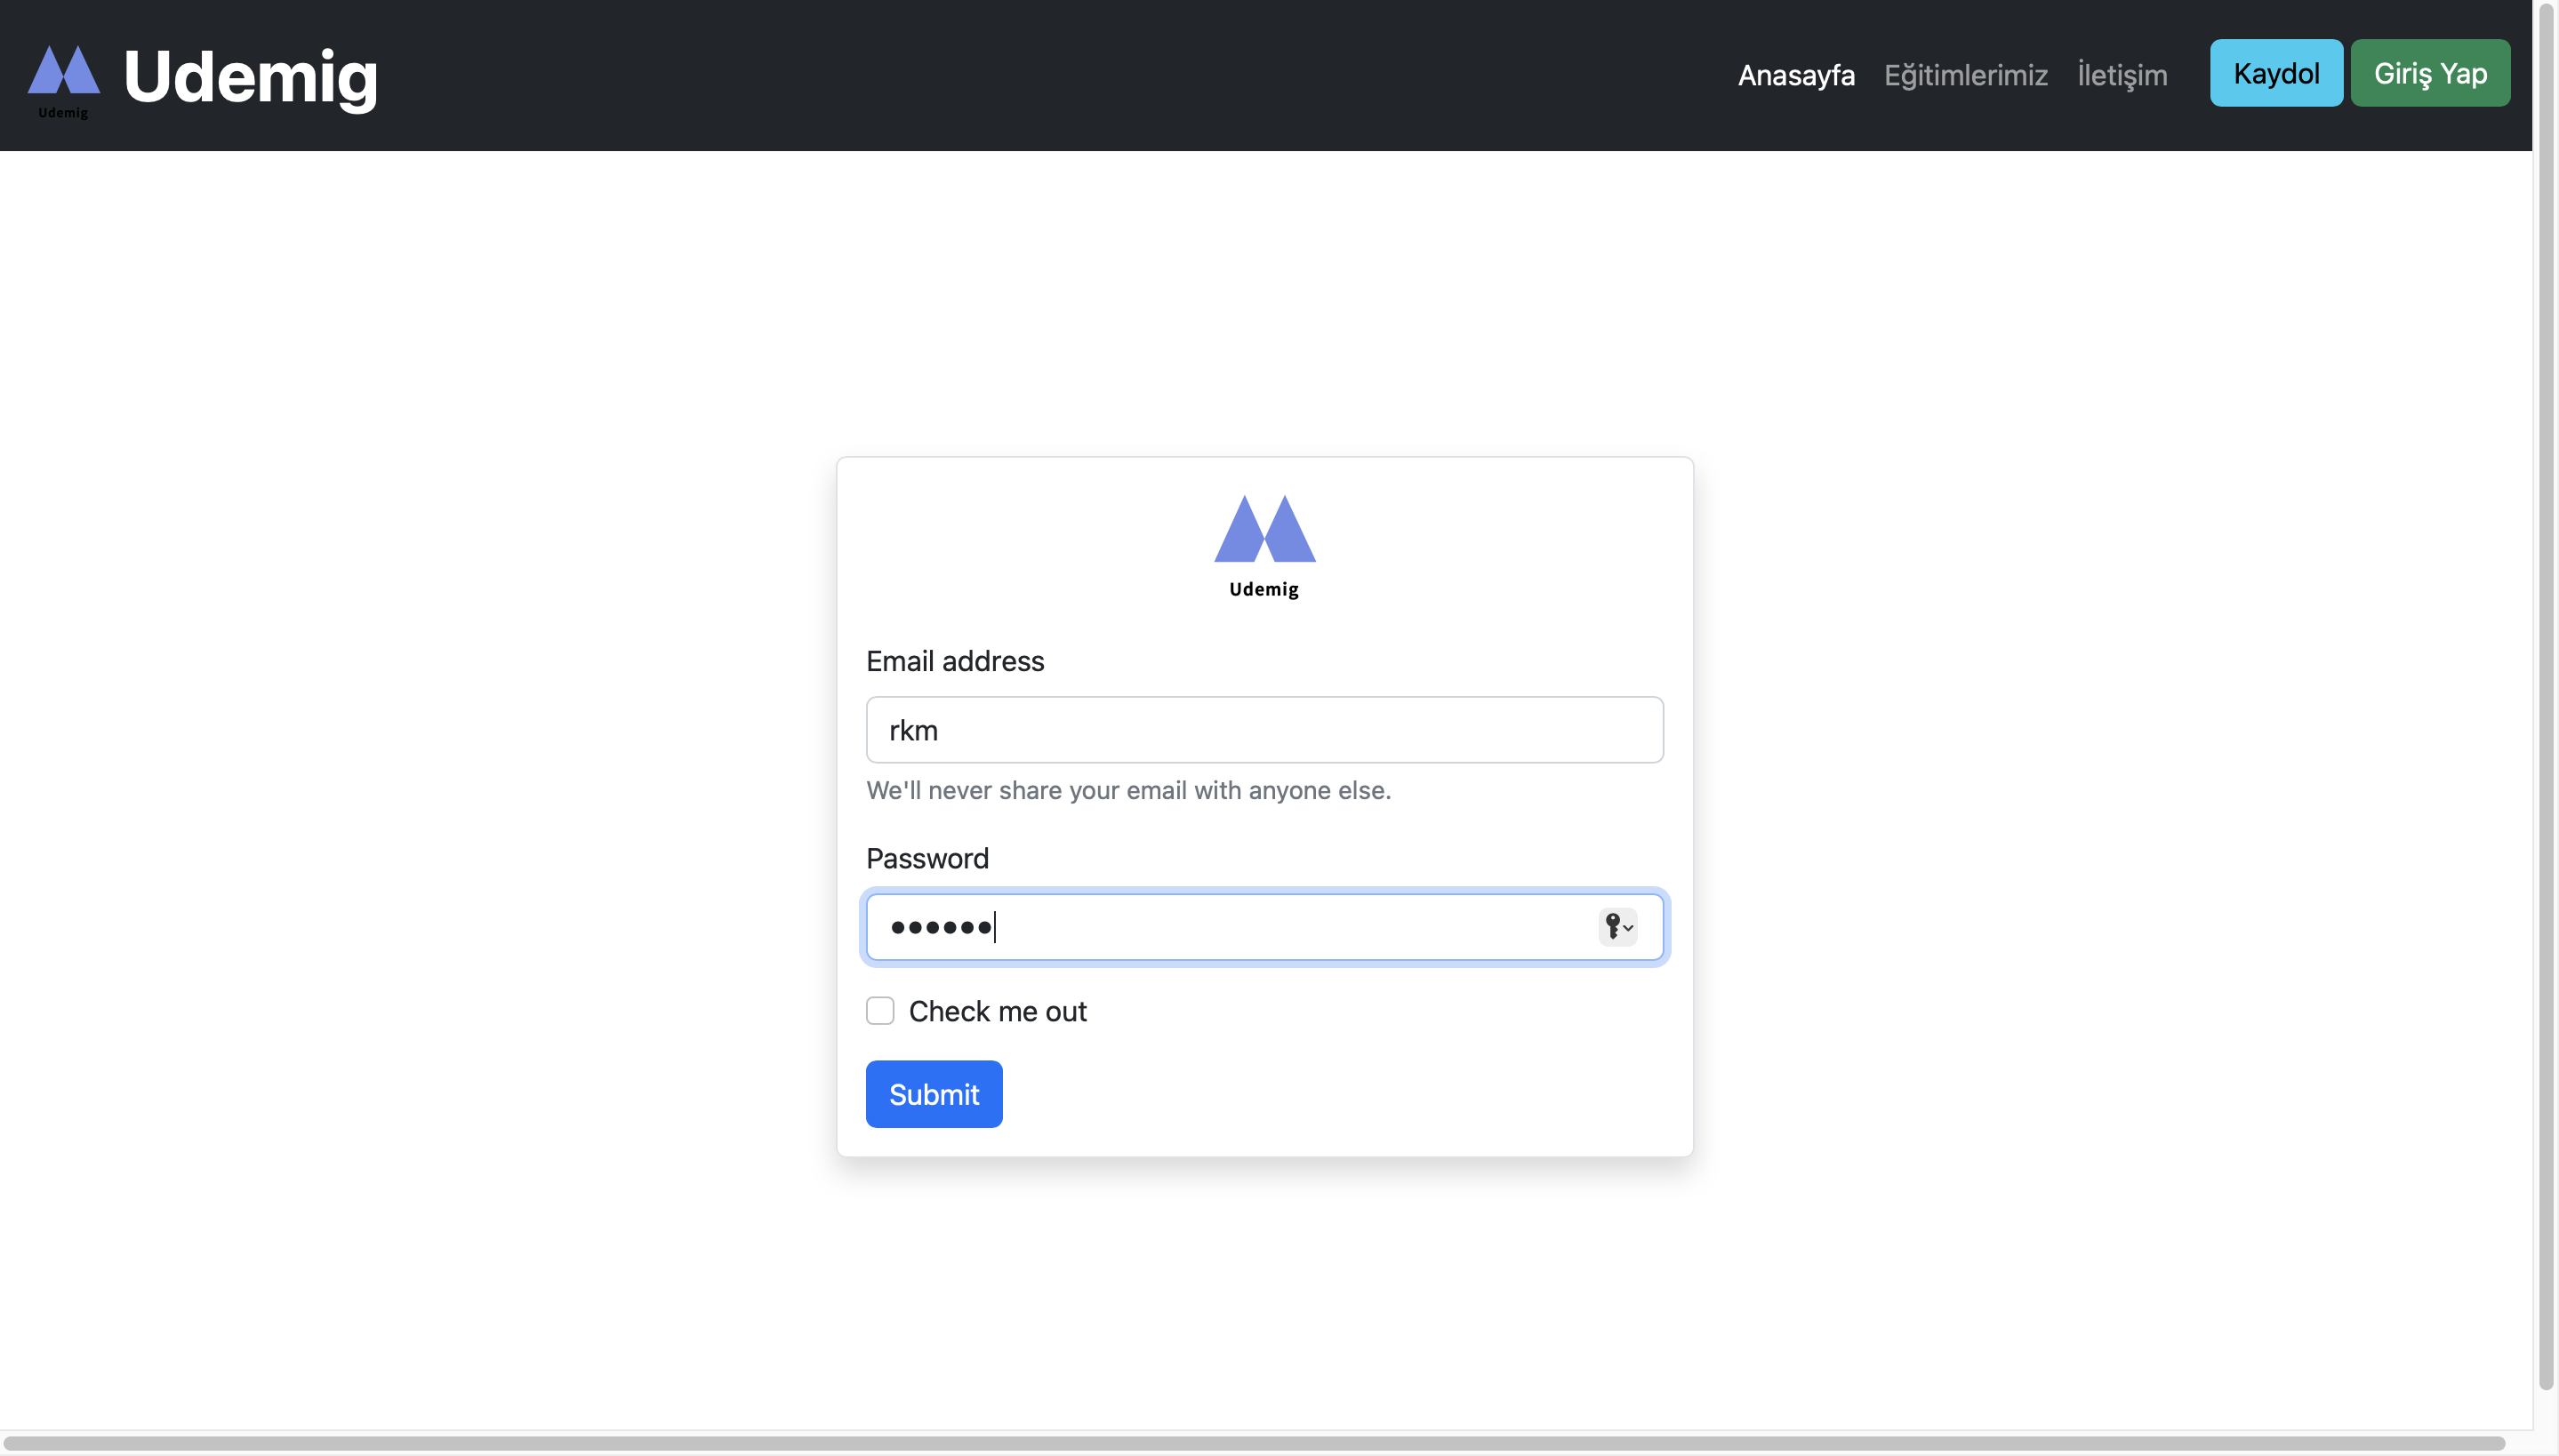 Udemig
Udemig
Anasayfa Eğitimlerimiz İletişim Kaydol Giriş Yap
Udemig
Email address
rkm
We'll never share your email with anyone else.
Password
••••••
Check me out
Submit